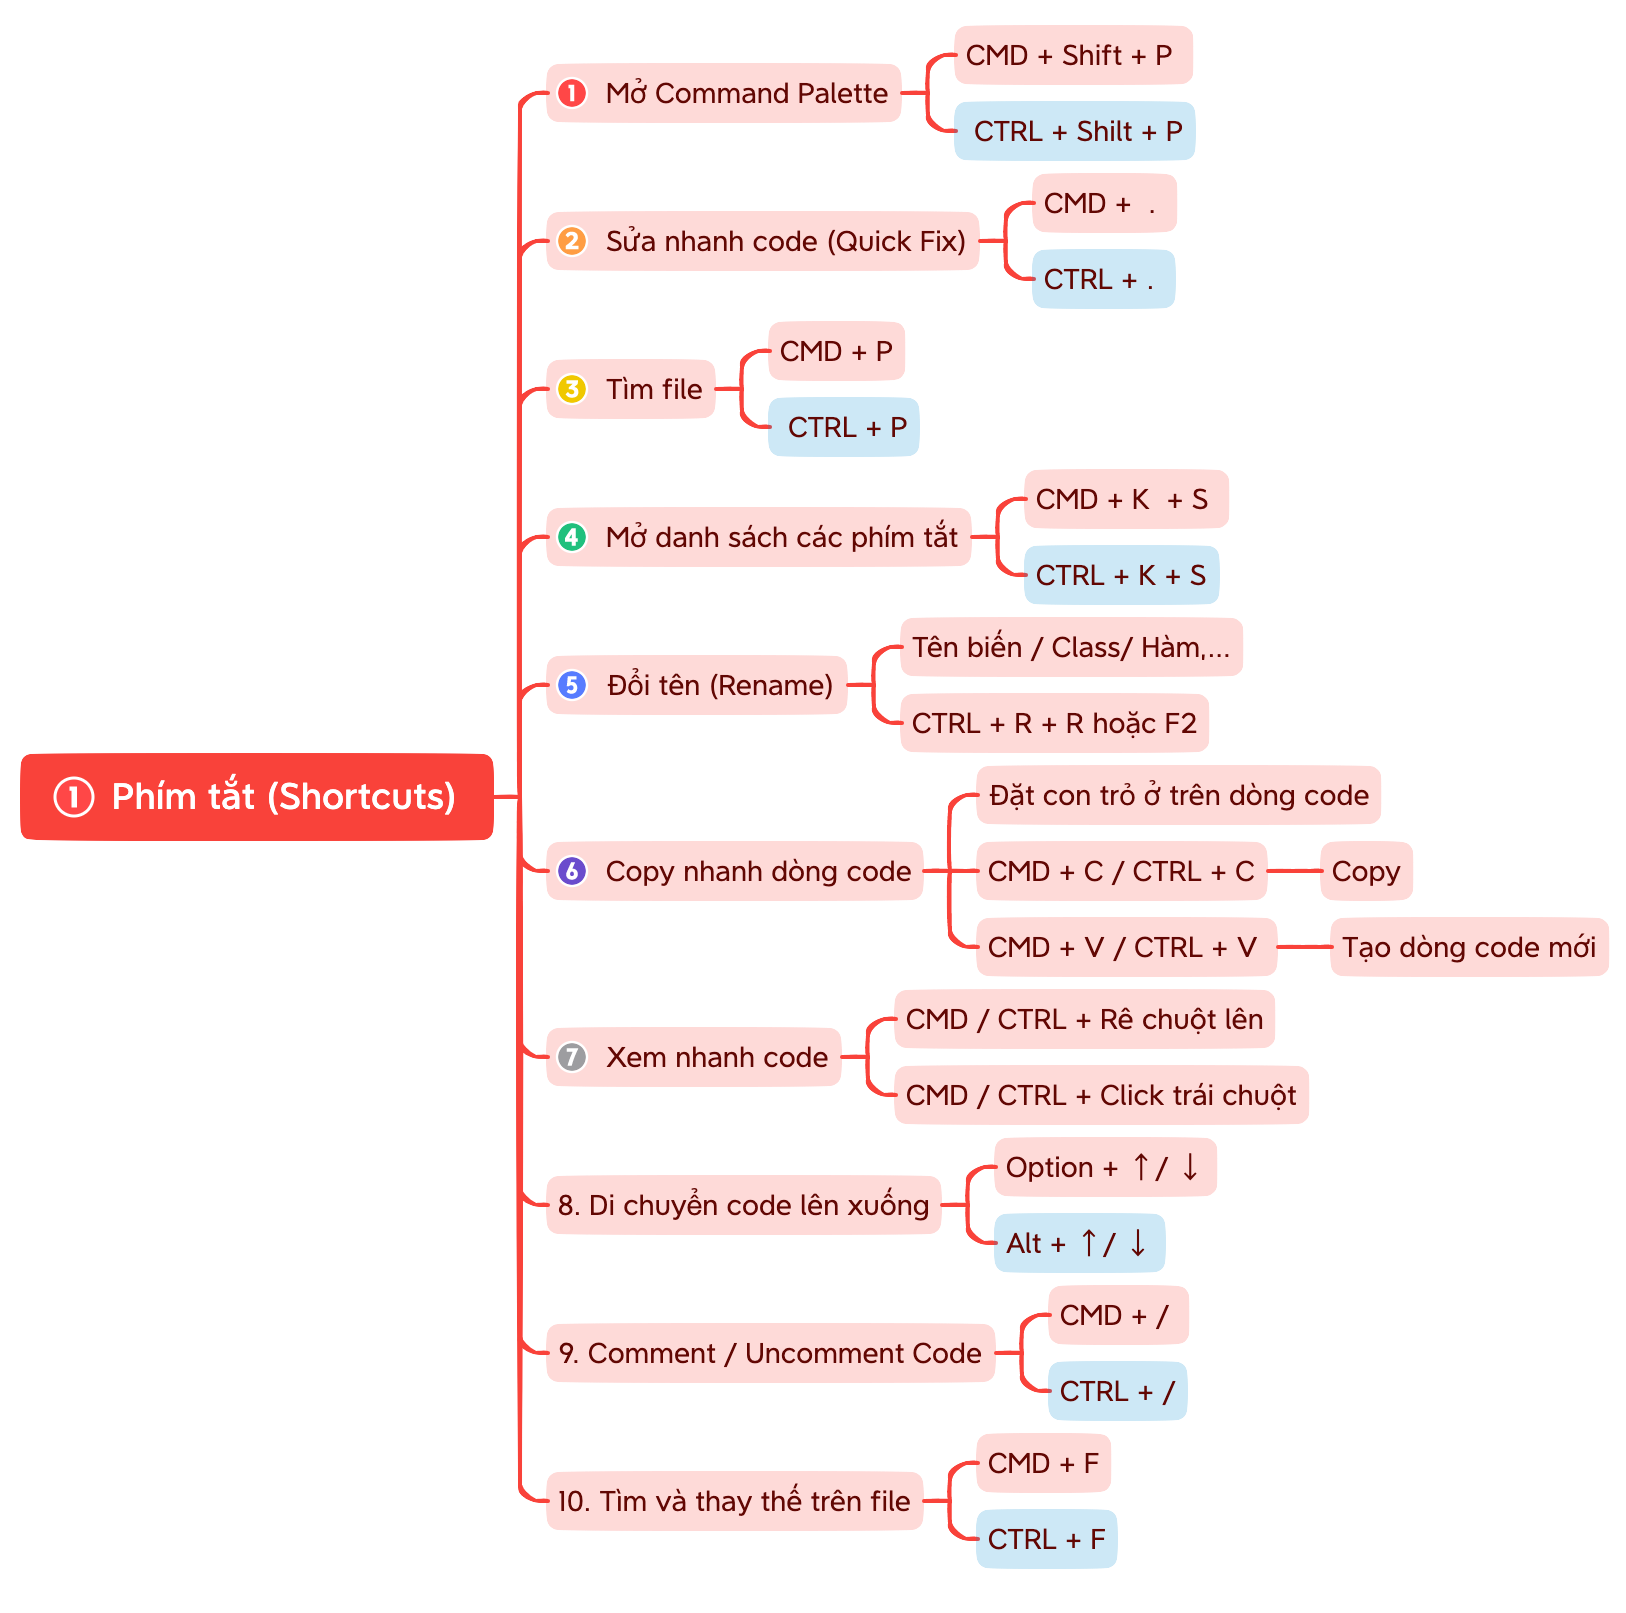 ① Phím tắt (Shortcuts)
1 Mở Command Palette
CMD + Shift + P
CTRL + Shilt + P
2 Sửa nhanh code (Quick Fix)
CMD + .
CTRL + .
3 Tìm file
CMD + P
CTRL + P
4 Mở danh sách các phím tắt
CMD + K + S
CTRL + K + S
5 Đổi tên (Rename)
Tên biến / Class/ Hàm,...
CTRL + R + R hoặc F2
6 Copy nhanh dòng code
Đặt con trỏ ở trên dòng code
CMD + C / CTRL + C
Copy
CMD + V / CTRL + V
Tạo dòng code mới
7 Xem nhanh code
CMD / CTRL + Rê chuột lên
CMD / CTRL + Click trái chuột
8. Di chuyển code lên xuống
Option + ↑ / ↓
Alt + ↑ / ↓
9. Comment / Uncomment Code
CMD + /
CTRL + /
10. Tìm và thay thế trên file
CMD + F
CTRL + F